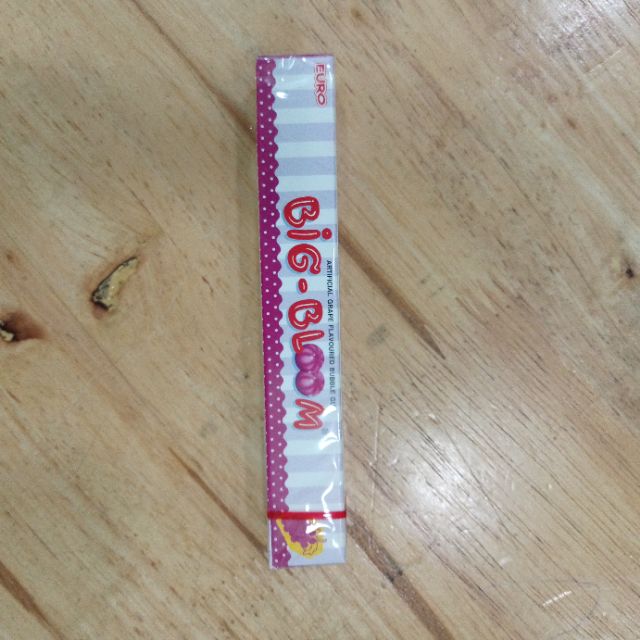 EURO
BiG-BLOOM
ARTIFICIAL GRAPE FLAVOURED BUBBLE